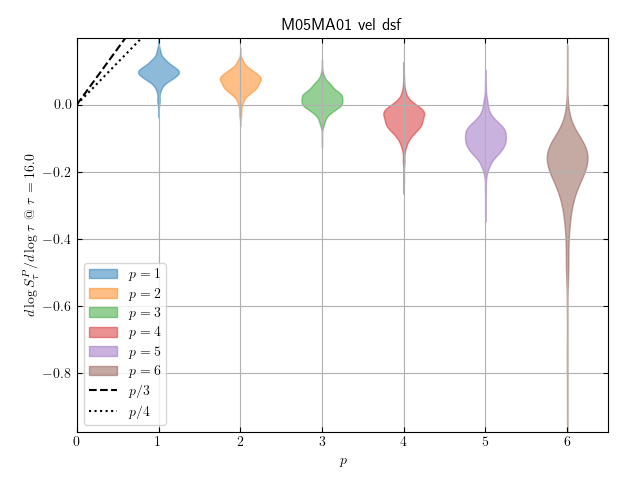 M05MA01 vel dsf
d log S_τ^P / d log τ @ τ = 16.0
0.0
−0.2
−0.4
−0.6
−0.8
p = 1
p = 2
p = 3
p = 4
p = 5
p = 6
p/3
p/4
0 1 2 3 4 5 6
p